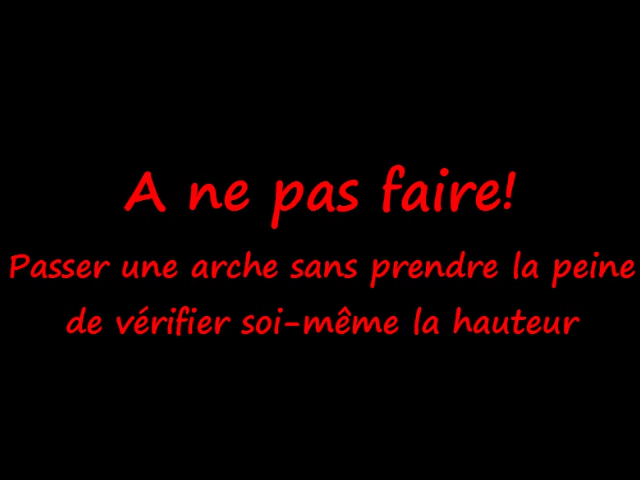 A ne pas faire!
Passer une arche sans prendre la peine
de vérifier soi-même la hauteur